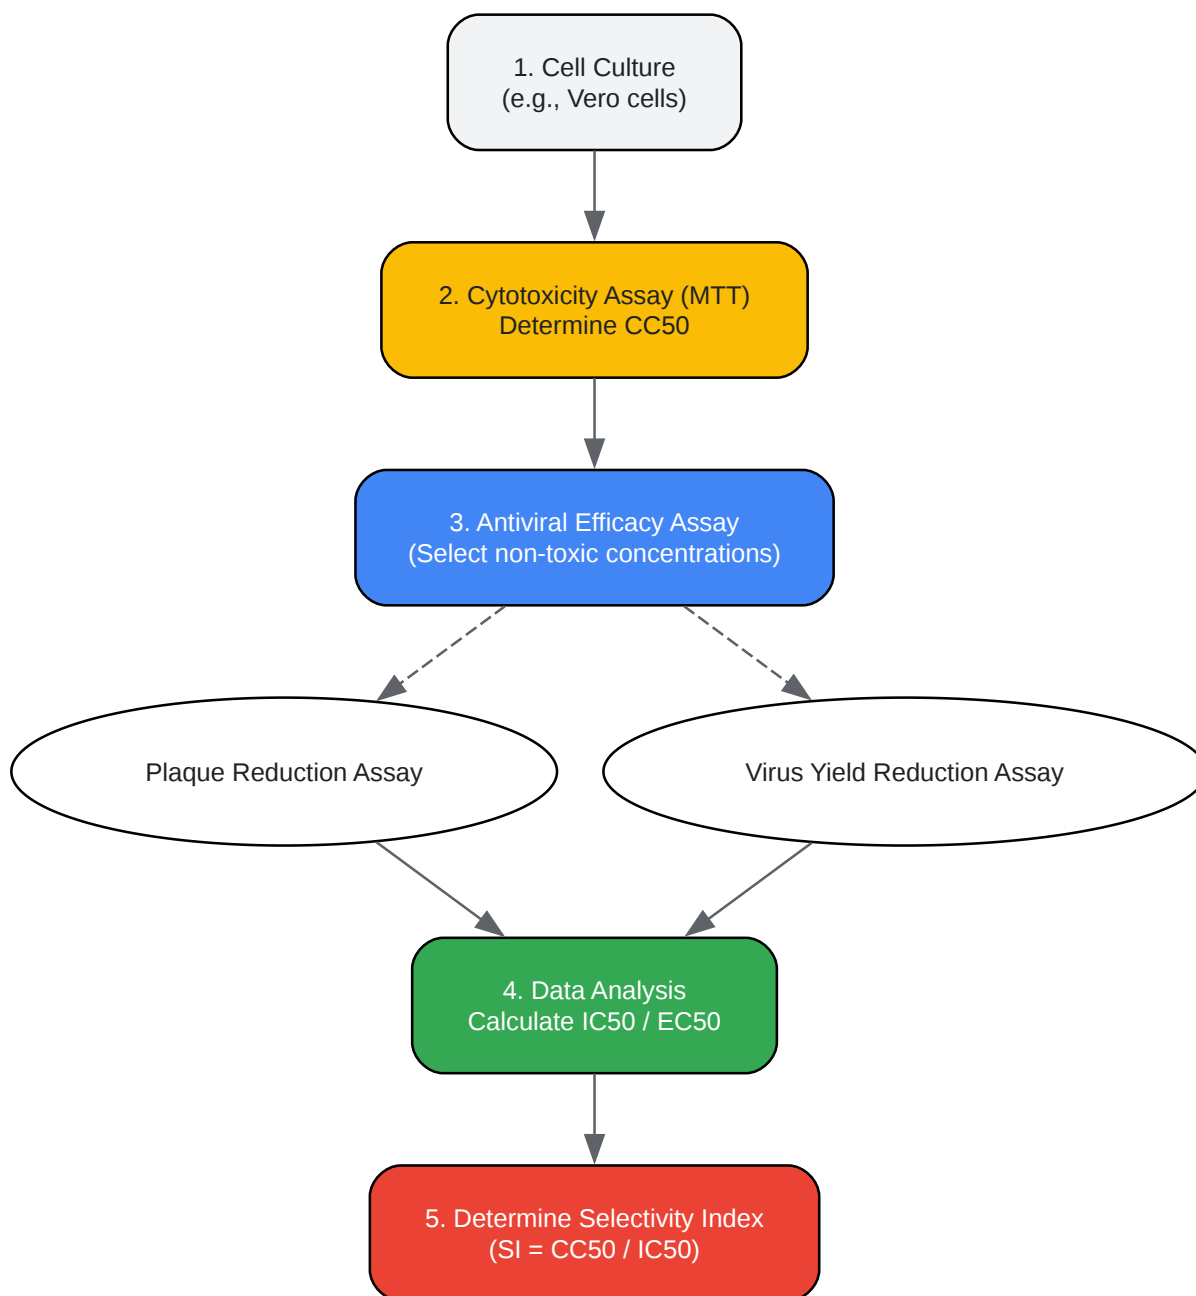 1. Cell Culture
(e.g., Vero cells)
2. Cytotoxicity Assay (MTT)
Determine CC50
3. Antiviral Efficacy Assay
(Select non-toxic concentrations)
Plaque Reduction Assay
Virus Yield Reduction Assay
4. Data Analysis
Calculate IC50 / EC50
5. Determine Selectivity Index
(SI = CC50 / IC50)